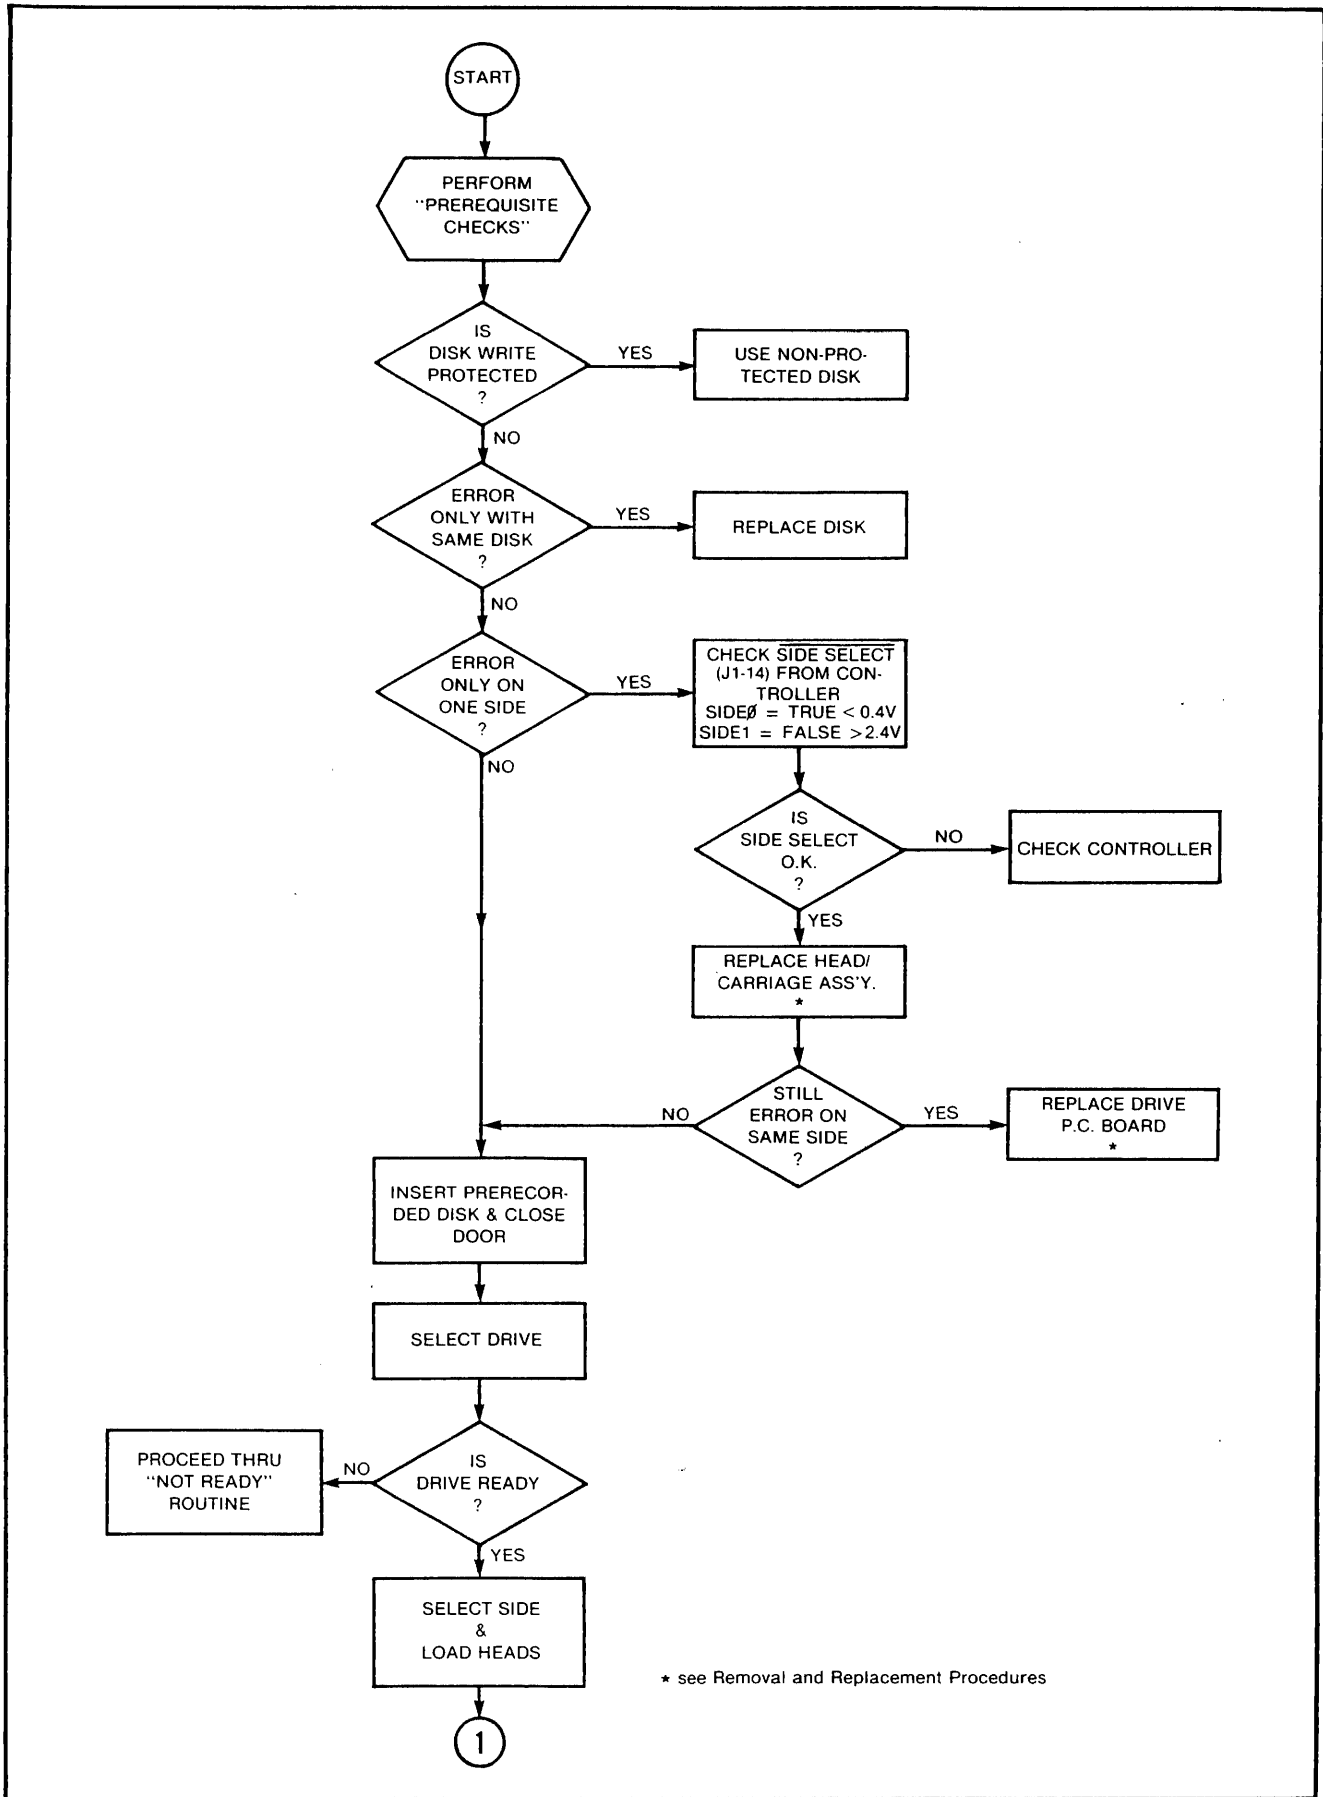 START
PERFORM
"PREREQUISITE
CHECKS"
IS
DISK WRITE
PROTECTED
?
YES
USE NON-PRO-
TECTED DISK
NO
ERROR
ONLY WITH
SAME DISK
?
YES
REPLACE DISK
NO
ERROR
ONLY ON
ONE SIDE
?
YES
CHECK SIDE SELECT
(J1-14) FROM CON-
TROLLER
SIDEØ = TRUE < 0.4V
SIDE1 = FALSE >2.4V
NO
IS
SIDE SELECT
O.K.
?
NO
CHECK CONTROLLER
YES
REPLACE HEAD/
CARRIAGE ASS'Y.
*
STILL
ERROR ON
SAME SIDE
?
NO
YES
REPLACE DRIVE
P.C. BOARD
*
INSERT PRERECOR-
DED DISK & CLOSE
DOOR
SELECT DRIVE
IS
DRIVE READY
?
NO
PROCEED THRU
"NOT READY"
ROUTINE
YES
SELECT SIDE
&
LOAD HEADS
* see Removal and Replacement Procedures
1